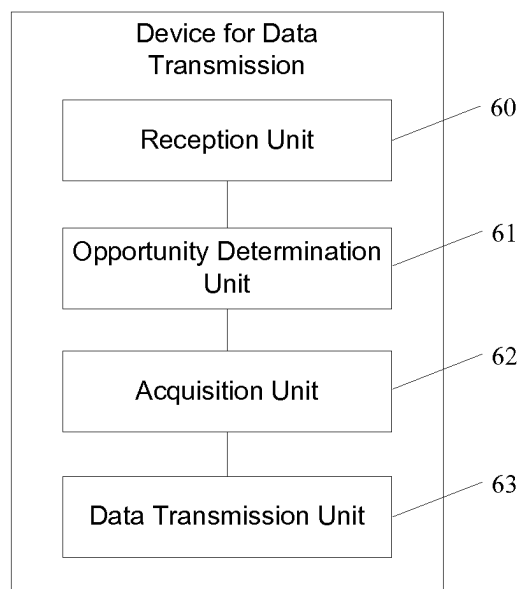 Device for Data
Transmission
Reception Unit
60
Opportunity Determination
Unit
61
Acquisition Unit
62
Data Transmission Unit
63